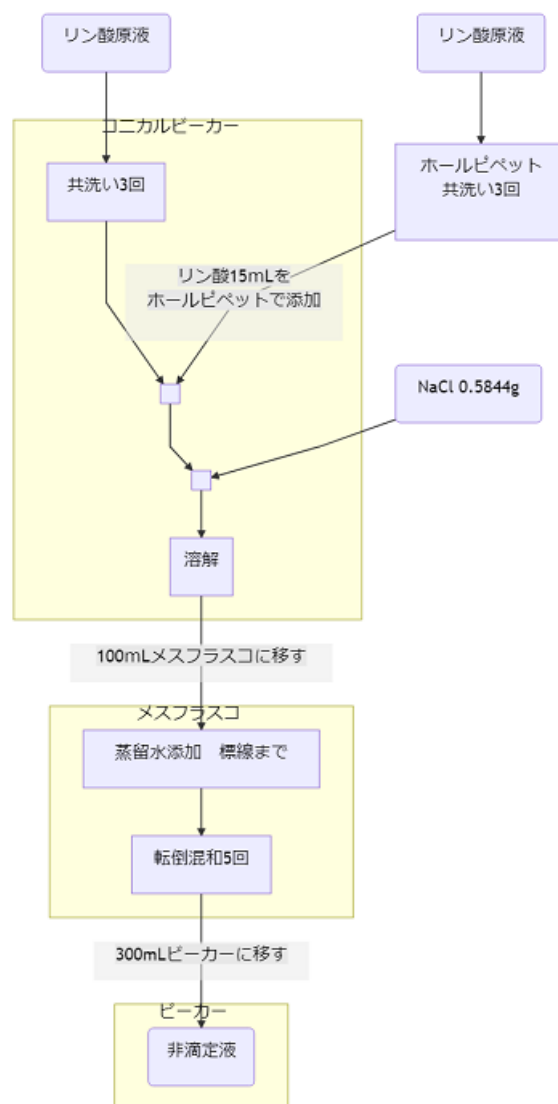 リン酸原液
リン酸原液
コニカルビーカー
共洗い3回
ホールピペット
共洗い3回
リン酸15mLを
ホールピペットで添加
NaCl 0.5844g
溶解
100mLメスフラスコに移す
メスフラスコ
蒸留水添加　標線まで
転倒混和5回
300mLビーカーに移す
ビーカー
非滴定液